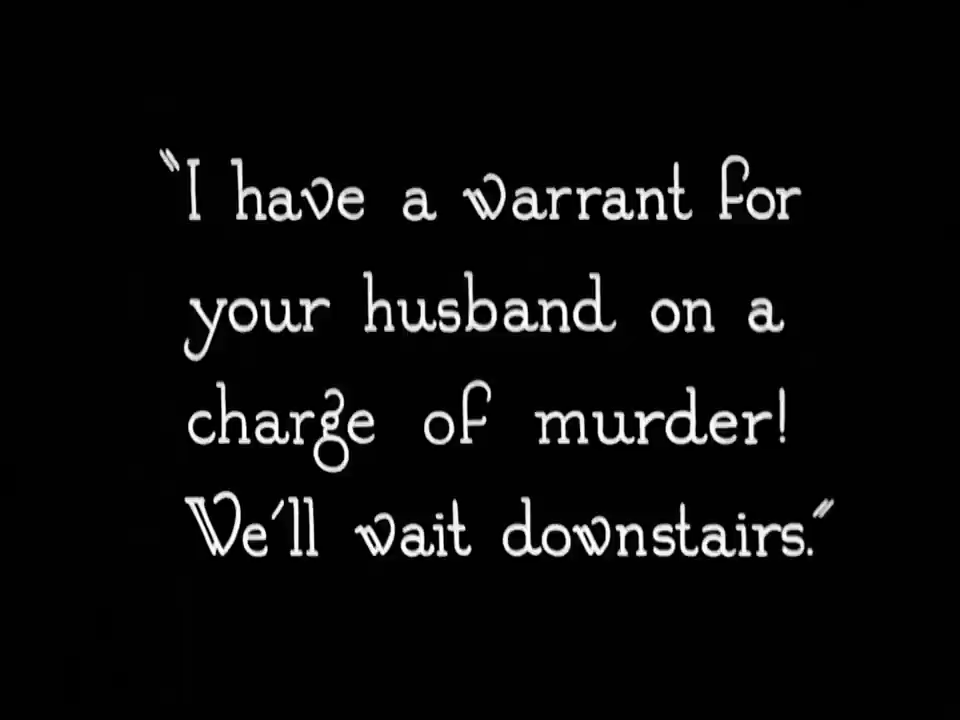 "I have a warrant for
your husband on a
charge of murder!
We'll wait downstairs."